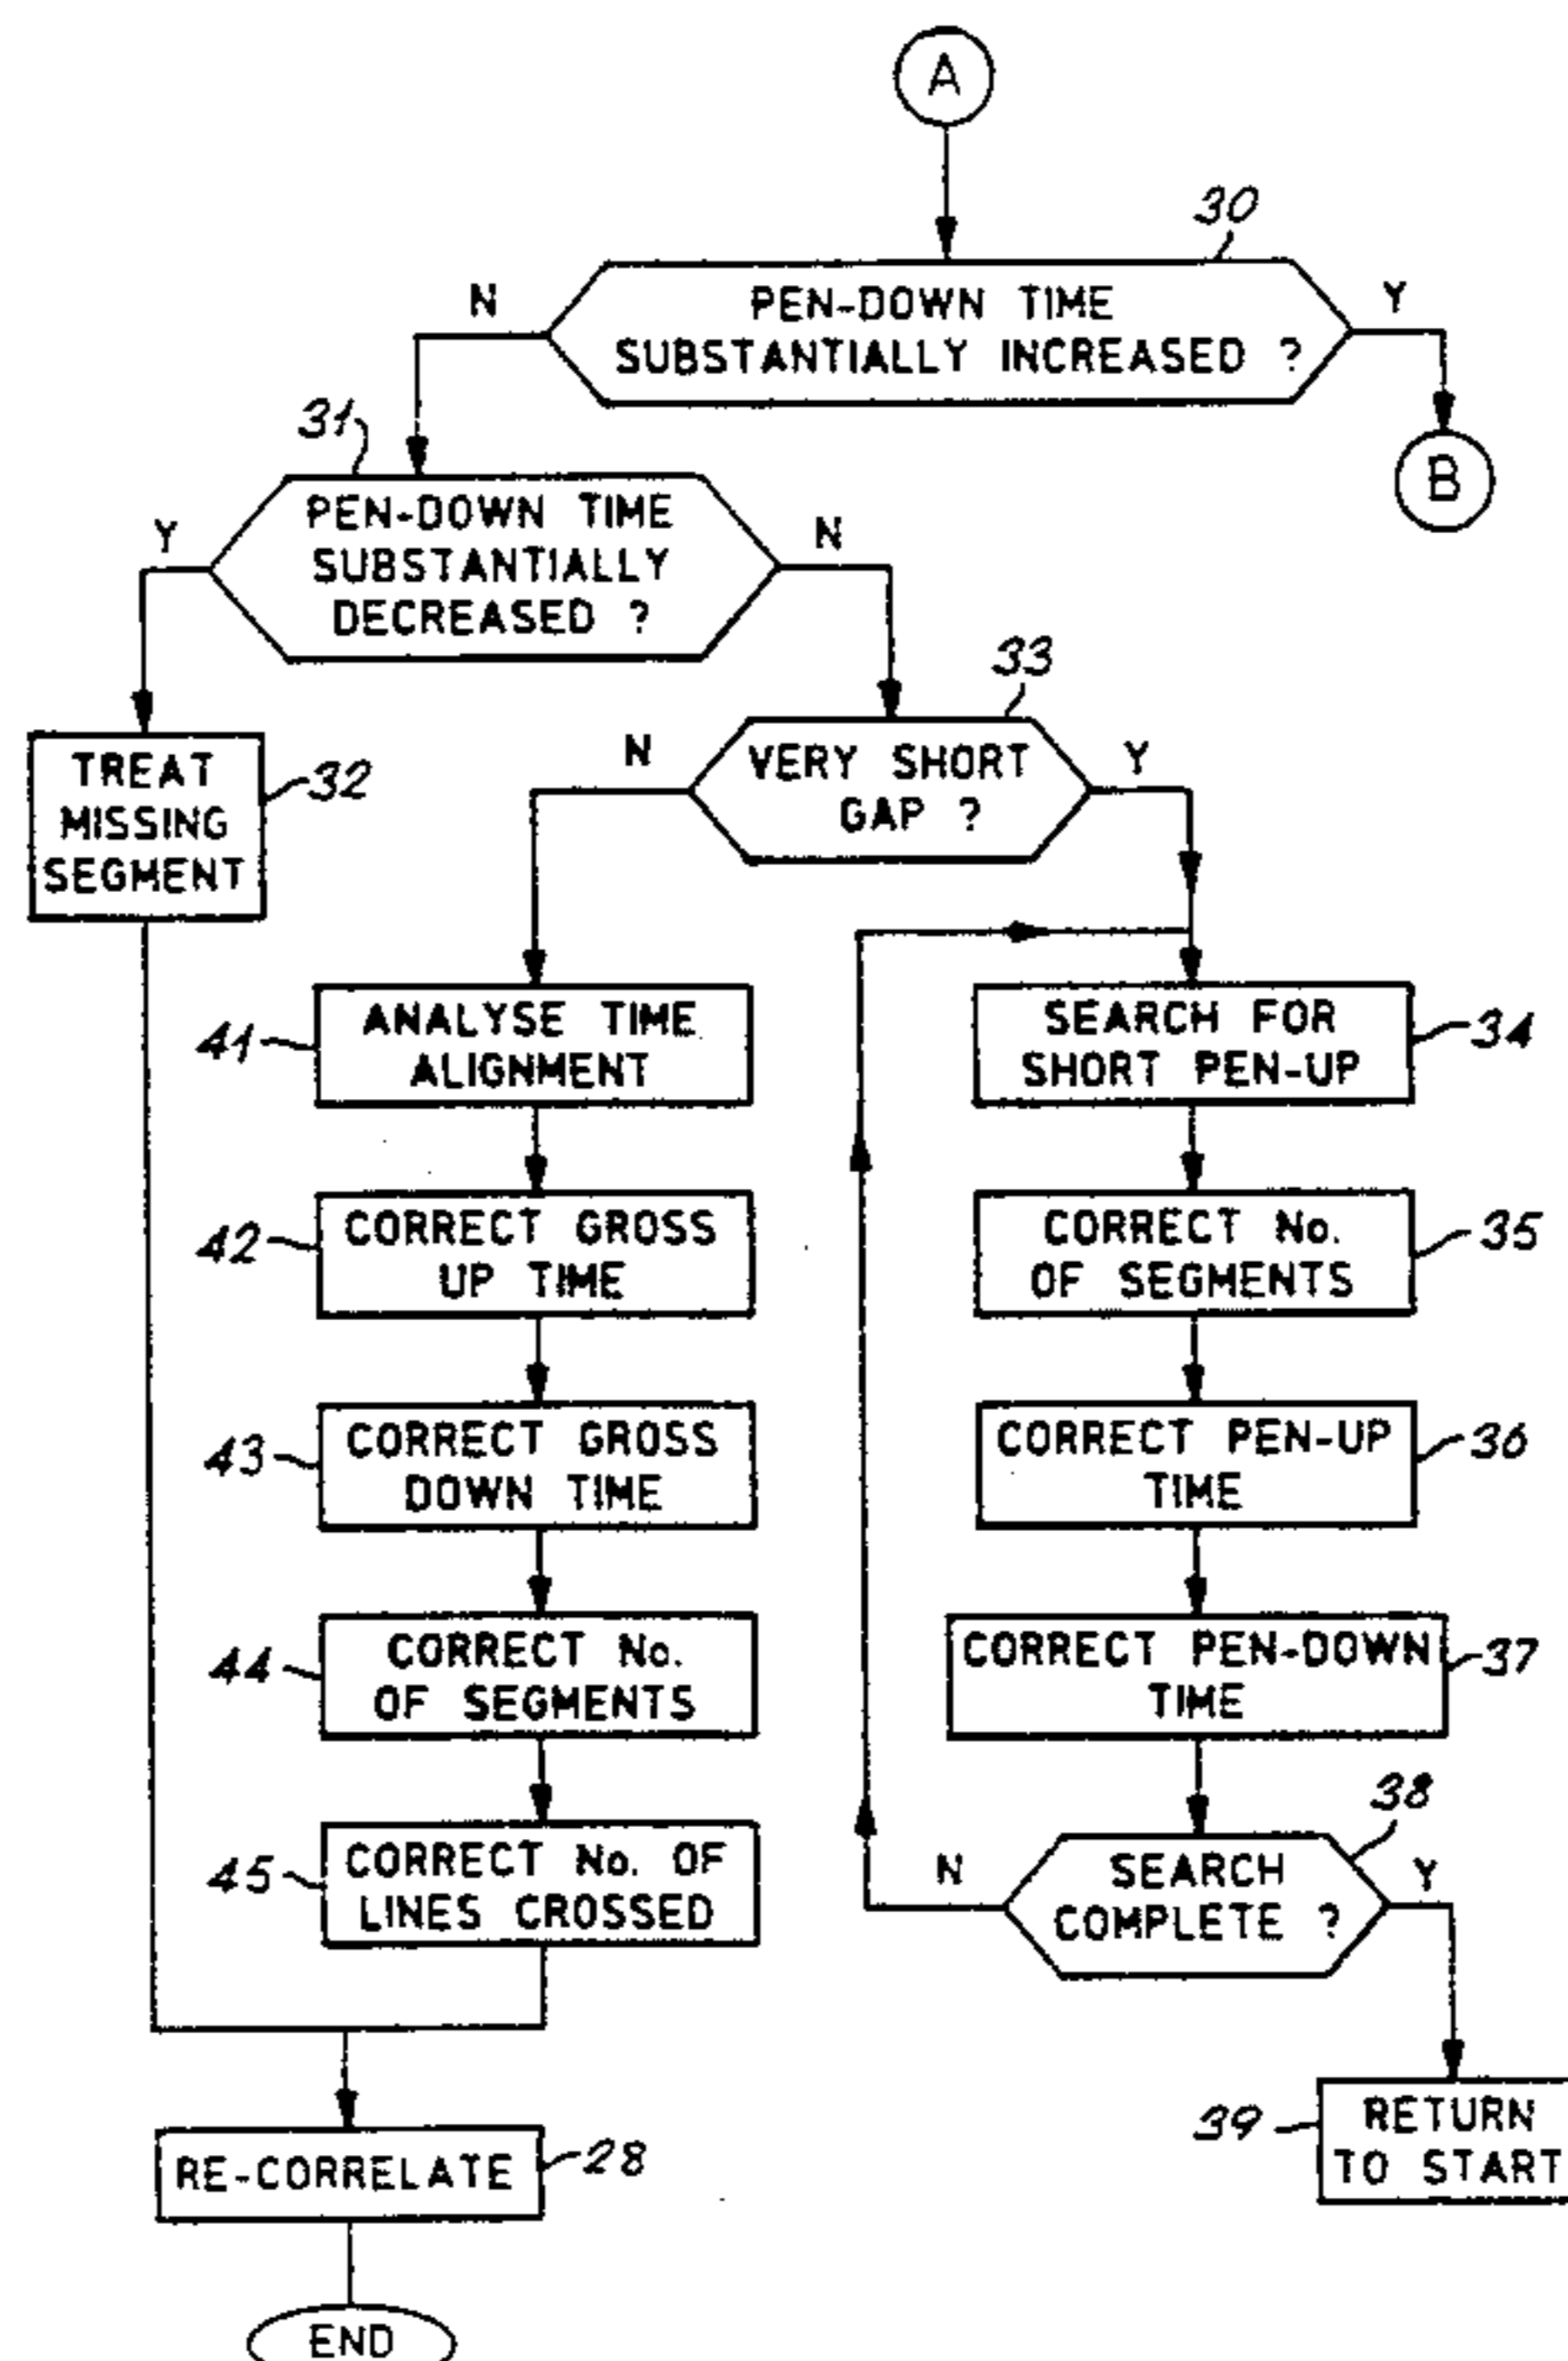 A
30
N
PEN-DOWN TIME
SUBSTANTIALLY INCREASED ?
Y
B
31
Y
PEN-DOWN TIME
SUBSTANTIALLY
DECREASED ?
N
33
N
VERY SHORT
GAP ?
Y
TREAT
MISSING
SEGMENT
32
41
ANALYSE TIME
ALIGNMENT
SEARCH FOR
SHORT PEN-UP
34
42
CORRECT GROSS
UP TIME
CORRECT No.
OF SEGMENTS
35
43
CORRECT GROSS
DOWN TIME
CORRECT PEN-UP
TIME
36
44
CORRECT No.
OF SEGMENTS
CORRECT PEN-DOWN
TIME
37
45
CORRECT No. OF
LINES CROSSED
38
N
SEARCH
COMPLETE ?
Y
39
RETURN
TO START
RE-CORRELATE
28
END